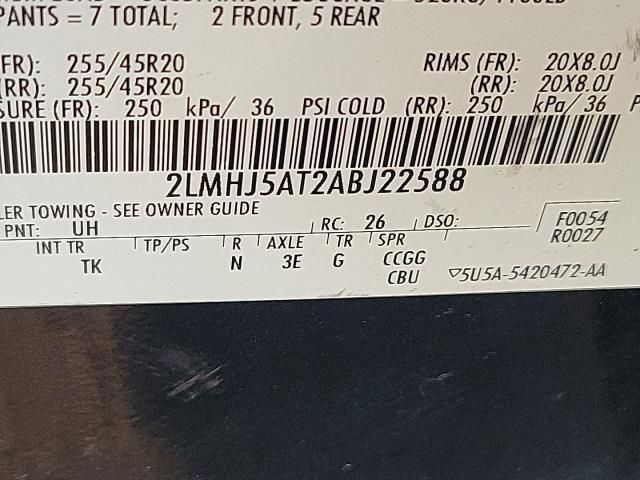 PANTS = 7 TOTAL; 2 FRONT, 5 REAR
FR): 255/45R20 RIMS (FR): 20X8.0J
RR): 255/45R20 (RR): 20X8.0J
SURE (FR): 250 kPa/ 36 PSI COLD (RR): 250 kPa/ 36 P
2LMHJ5AT2ABJ22588
LER TOWING - SEE OWNER GUIDE
PNT: UH RC: 26 DSO: F0054
R0027
INT TR TP/PS R AXLE TR SPR
TK N 3E G CCGG
CBU 5U5A-5420472-AA